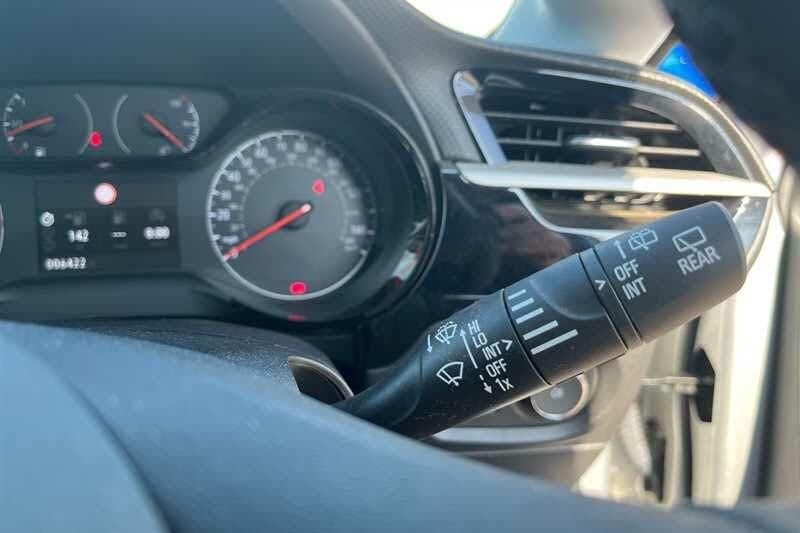 142
---
0.00
006422
HI
LO
INT
OFF
1x
OFF
INT
REAR